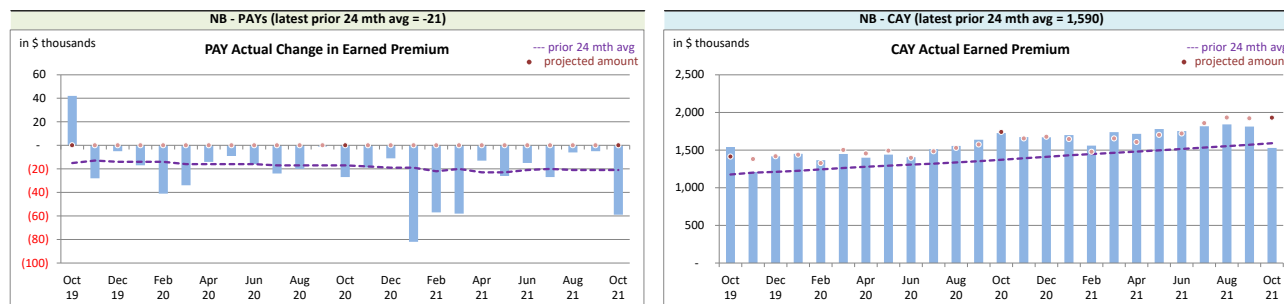 NB - PAYs (latest prior 24 mth avg = -21)
in $ thousands
PAY Actual Change in Earned Premium
--- prior 24 mth avg
• projected amount
60
40
20
-
(20)
(40)
(60)
(80)
(100)
Oct Dec Feb Apr Jun Aug Oct Dec Feb Apr Jun Aug Oct
19 19 20 20 20 20 20 20 21 21 21 21 21
NB - CAY (latest prior 24 mth avg = 1,590)
in $ thousands
CAY Actual Earned Premium
--- prior 24 mth avg
• projected amount
2,500
2,000
1,500
1,000
500
-
Oct Dec Feb Apr Jun Aug Oct Dec Feb Apr Jun Aug Oct
19 19 20 20 20 20 20 20 21 21 21 21 21